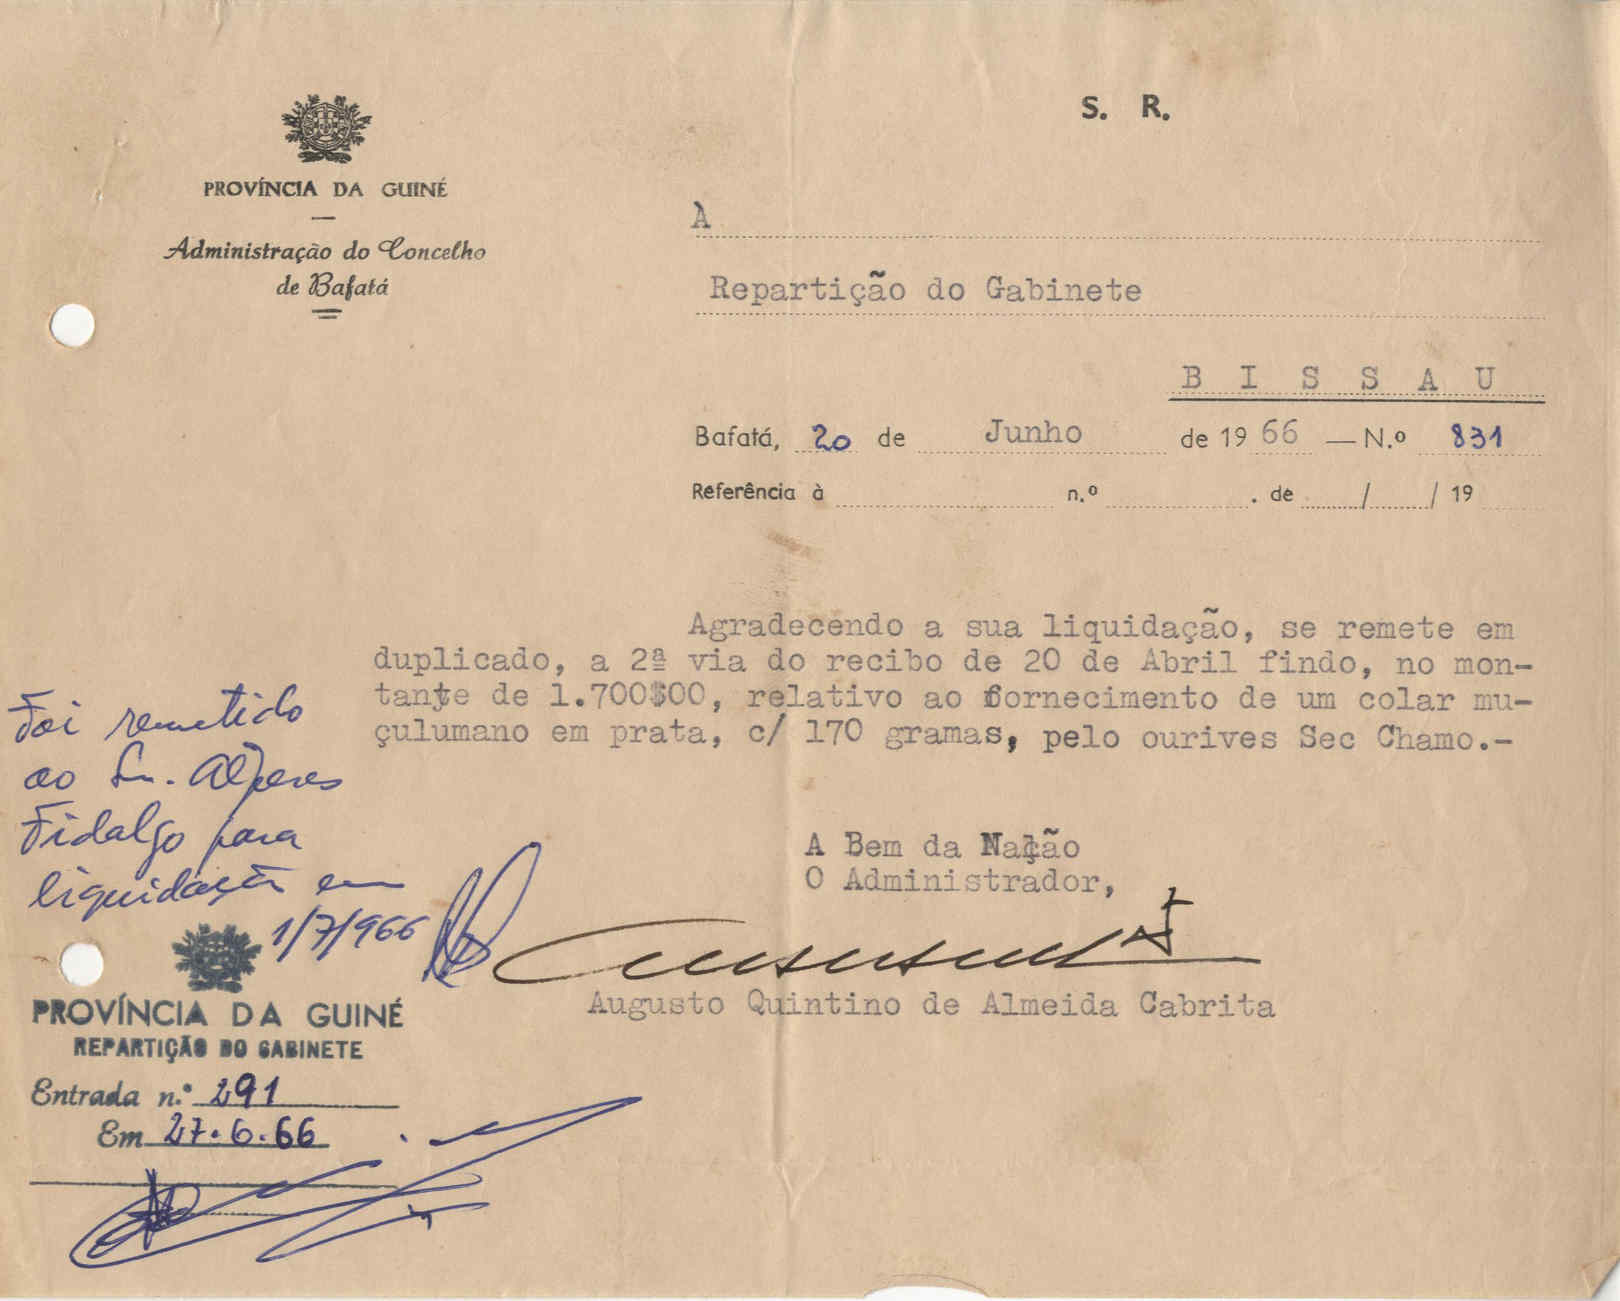 S. R.
PROVÍNCIA DA GUINÉ
Administração do Concelho
de Bafatá
À
Repartição do Gabinete
B I S S A U
Bafatá, 20 de Junho de 1966 — N.º 831
Referência à n.º . de / / 19
Agradecendo a sua liquidação, se remete em
duplicado, a 2ª via do recibo de 20 de Abril findo, no mon-
tante de 1.700$00, relativo ao fornecimento de um colar mu-
çulumano em prata, c/ 170 gramas, pelo ourives Sec Chamo.-
A Bem da Nação
O Administrador,
Augusto Quintino de Almeida Cabrita
Foi remetido
ao Sr. Alferes
Fidalgo para
liquidação em
1/7/966
PROVÍNCIA DA GUINÉ
REPARTIÇÃO DO GABINETE
Entrada n.º 291
Em 27.6.66